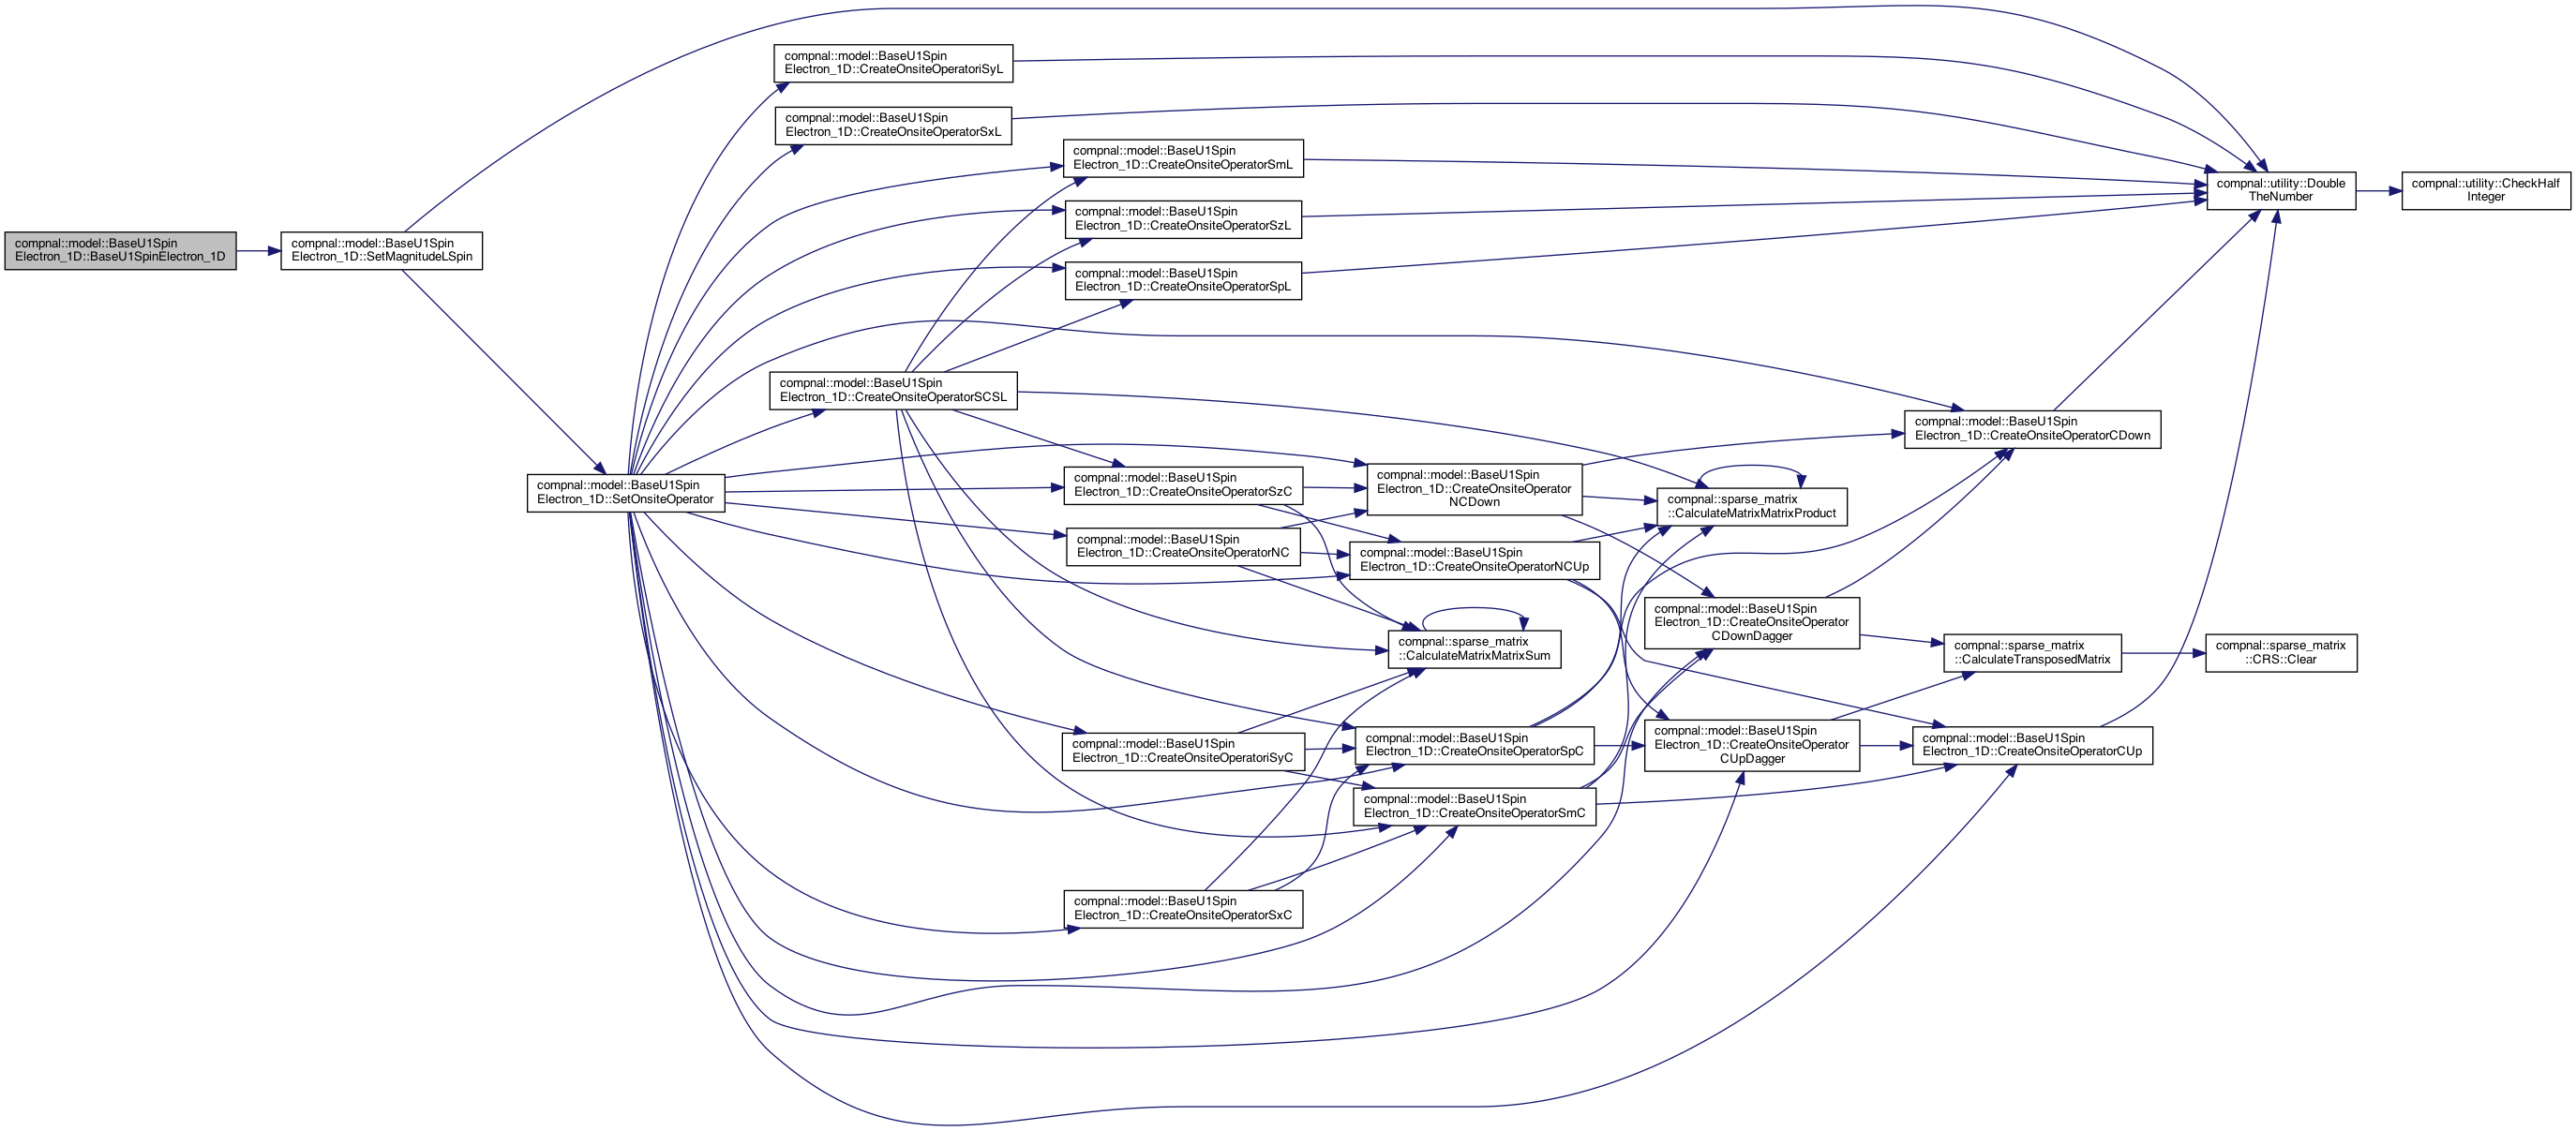 compnal::model::BaseU1Spin
Electron_1D::BaseU1SpinElectron_1D
compnal::model::BaseU1Spin
Electron_1D::SetMagnitudeLSpin
compnal::model::BaseU1Spin
Electron_1D::SetOnsiteOperator
compnal::model::BaseU1Spin
Electron_1D::CreateOnsiteOperatoriSyL
compnal::model::BaseU1Spin
Electron_1D::CreateOnsiteOperatorSxL
compnal::model::BaseU1Spin
Electron_1D::CreateOnsiteOperatorSmL
compnal::model::BaseU1Spin
Electron_1D::CreateOnsiteOperatorSzL
compnal::model::BaseU1Spin
Electron_1D::CreateOnsiteOperatorSpL
compnal::model::BaseU1Spin
Electron_1D::CreateOnsiteOperatorSCSL
compnal::model::BaseU1Spin
Electron_1D::CreateOnsiteOperatorSzC
compnal::model::BaseU1Spin
Electron_1D::CreateOnsiteOperatorNC
compnal::model::BaseU1Spin
Electron_1D::CreateOnsiteOperatoriSyC
compnal::model::BaseU1Spin
Electron_1D::CreateOnsiteOperatorSxC
compnal::model::BaseU1Spin
Electron_1D::CreateOnsiteOperator
NCDown
compnal::model::BaseU1Spin
Electron_1D::CreateOnsiteOperatorNCUp
compnal::sparse_matrix
::CalculateMatrixMatrixSum
compnal::model::BaseU1Spin
Electron_1D::CreateOnsiteOperatorSpC
compnal::model::BaseU1Spin
Electron_1D::CreateOnsiteOperatorSmC
compnal::sparse_matrix
::CalculateMatrixMatrixProduct
compnal::model::BaseU1Spin
Electron_1D::CreateOnsiteOperator
CDownDagger
compnal::model::BaseU1Spin
Electron_1D::CreateOnsiteOperator
CUpDagger
compnal::model::BaseU1Spin
Electron_1D::CreateOnsiteOperatorCDown
compnal::sparse_matrix
::CalculateTransposedMatrix
compnal::model::BaseU1Spin
Electron_1D::CreateOnsiteOperatorCUp
compnal::utility::Double
TheNumber
compnal::sparse_matrix
::CRS::Clear
compnal::utility::CheckHalf
Integer